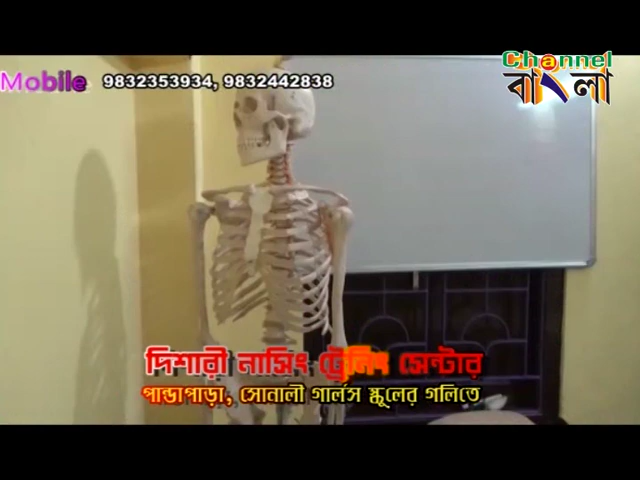 Mobile 9832353934, 9832442838
Channel
বাংলা
দিশারী নার্সিং ট্রেনিং সেন্টার
পান্ডাপাড়া, সোনালী গার্লস স্কুলের গলিতে